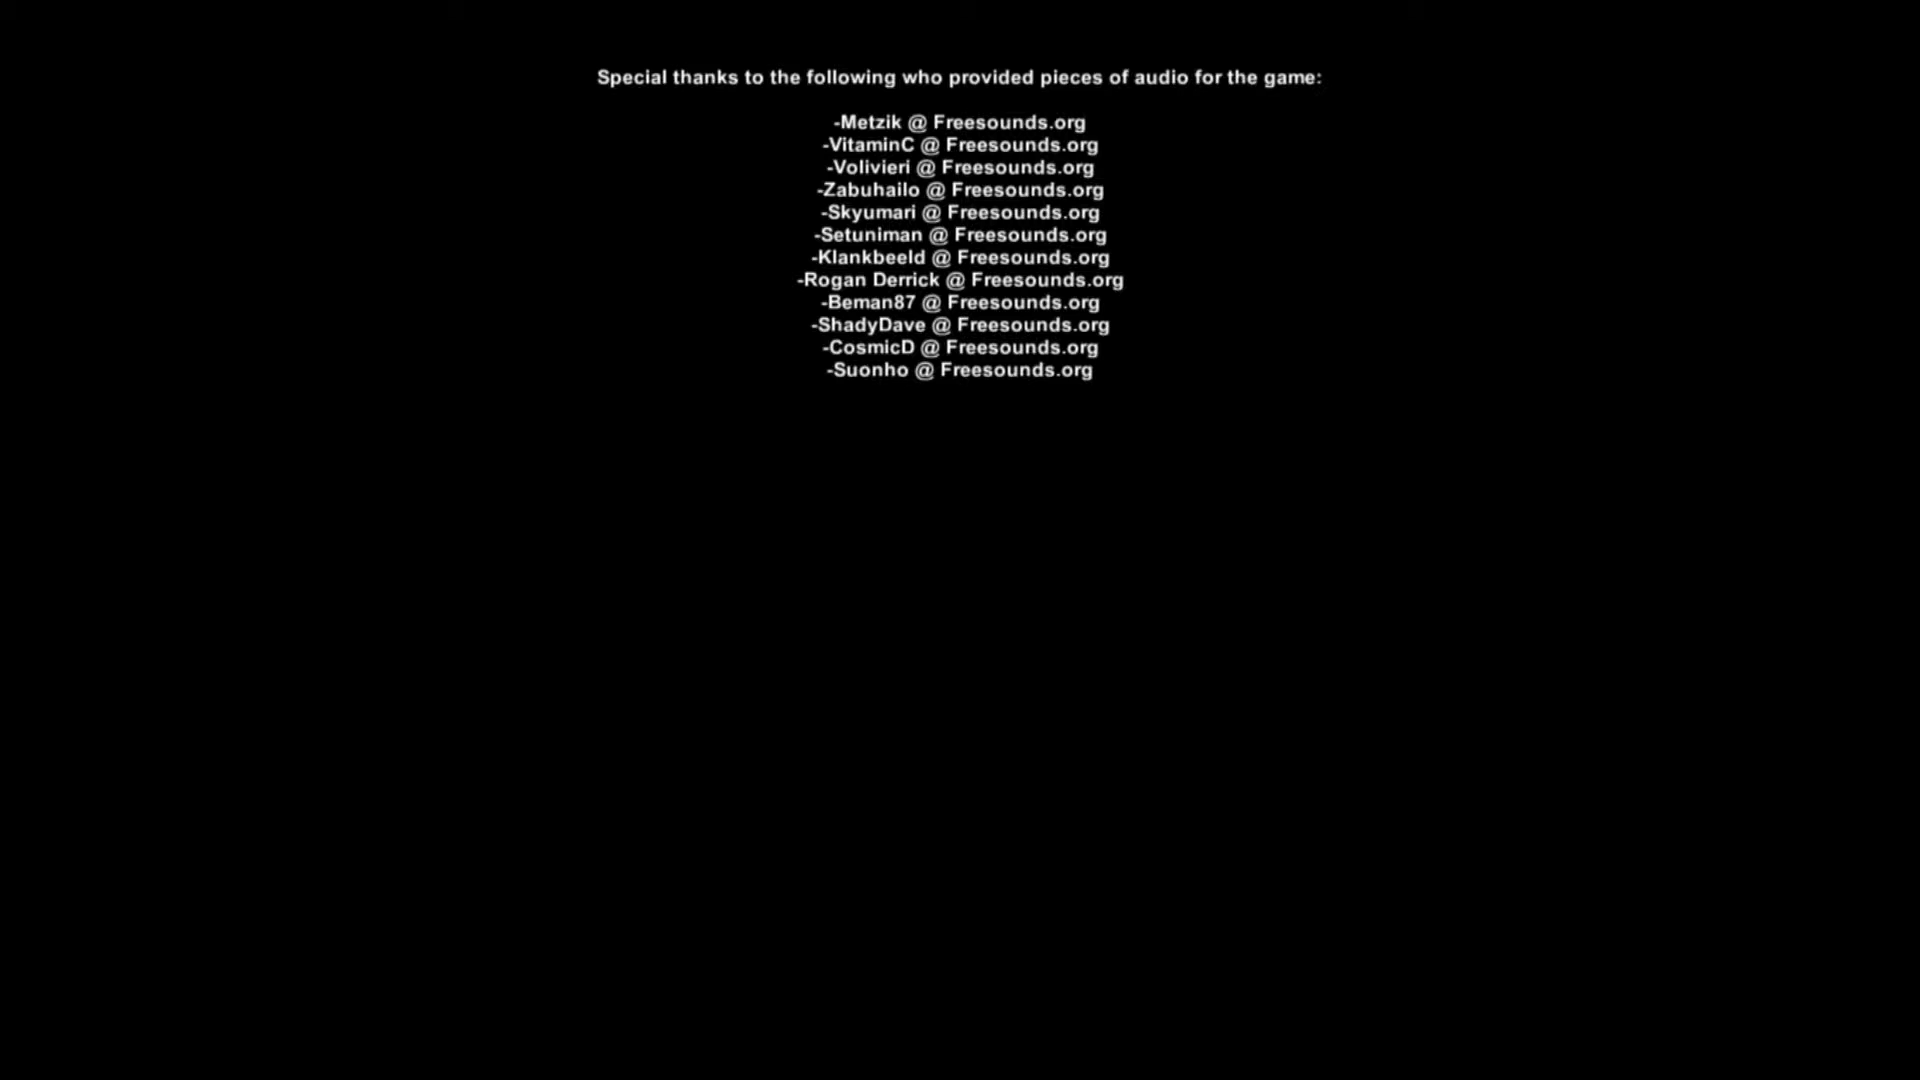 Special thanks to the following who provided pieces of audio for the game:
-Metzik @ Freesounds.org
-VitaminC @ Freesounds.org
-Volivieri @ Freesounds.org
-Zabuhailo @ Freesounds.org
-Skyumari @ Freesounds.org
-Setuniman @ Freesounds.org
-Klankbeeld @ Freesounds.org
-Rogan Derrick @ Freesounds.org
-Beman87 @ Freesounds.org
-ShadyDave @ Freesounds.org
-CosmicD @ Freesounds.org
-Suonho @ Freesounds.org